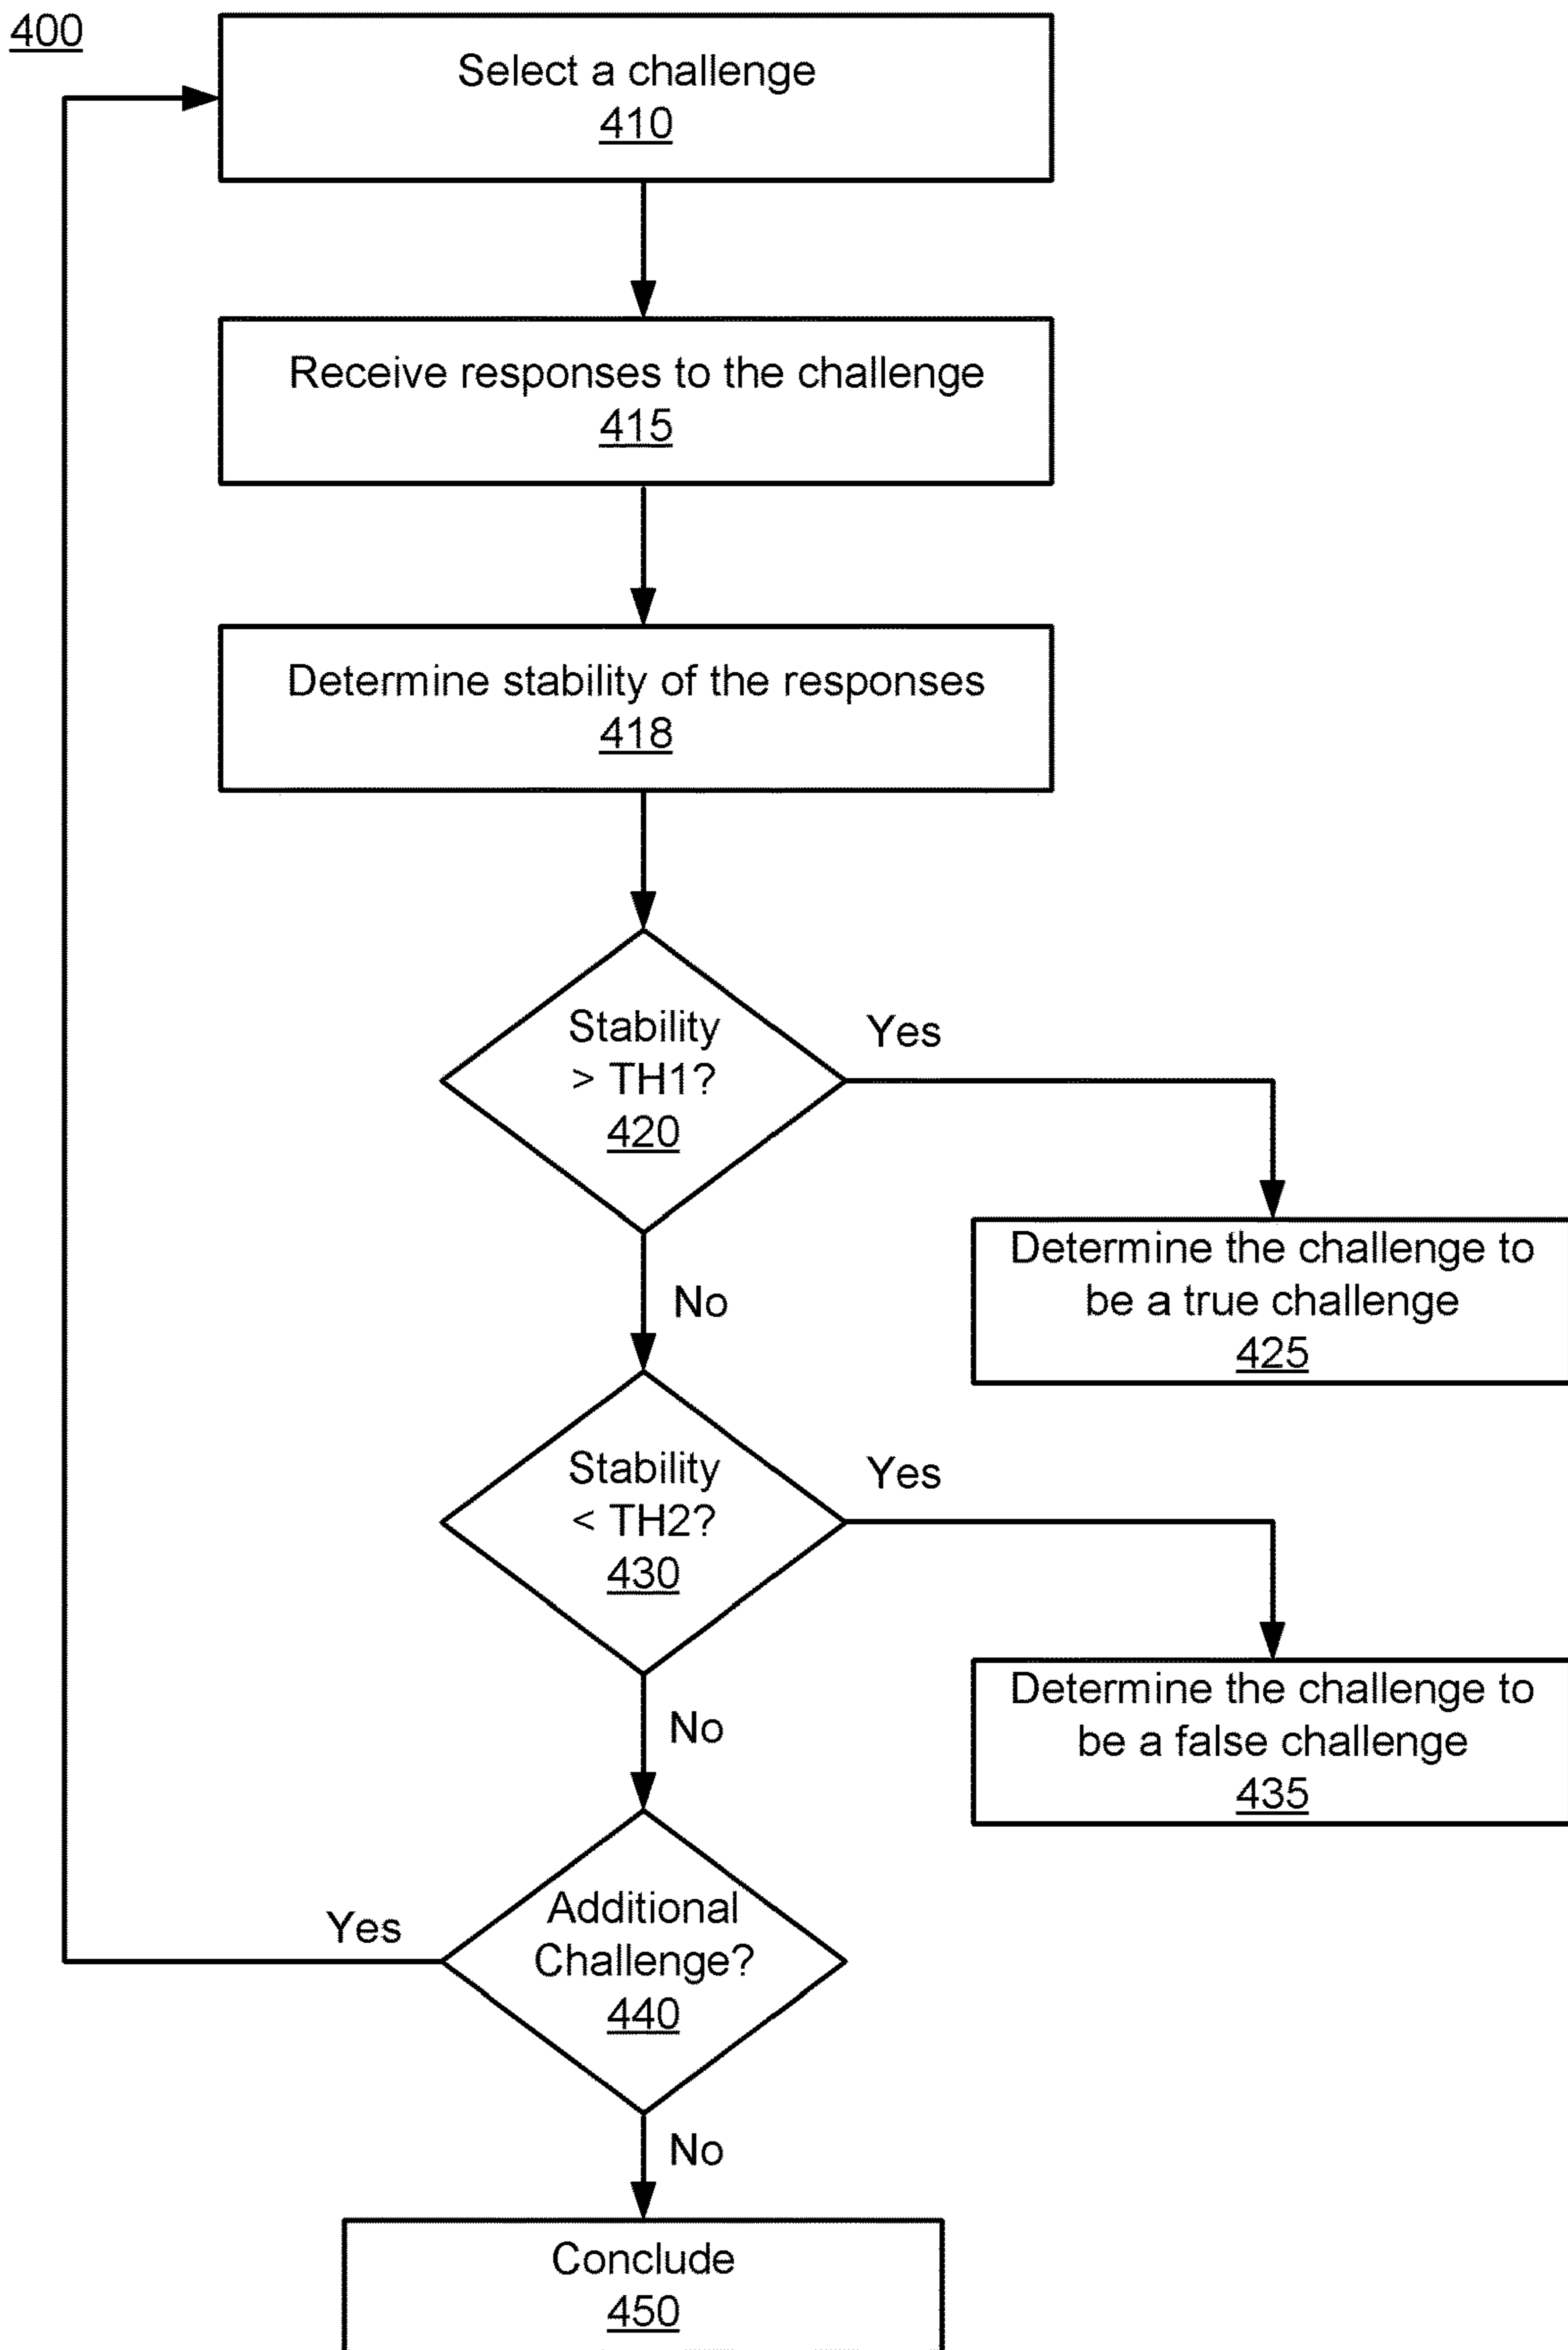 400
Select a challenge
410
Receive responses to the challenge
415
Determine stability of the responses
418
Stability
> TH1?
420
Yes
No
Determine the challenge to
be a true challenge
425
Stability
< TH2?
430
Yes
No
Determine the challenge to
be a false challenge
435
Additional
Challenge?
440
Yes
No
Conclude
450